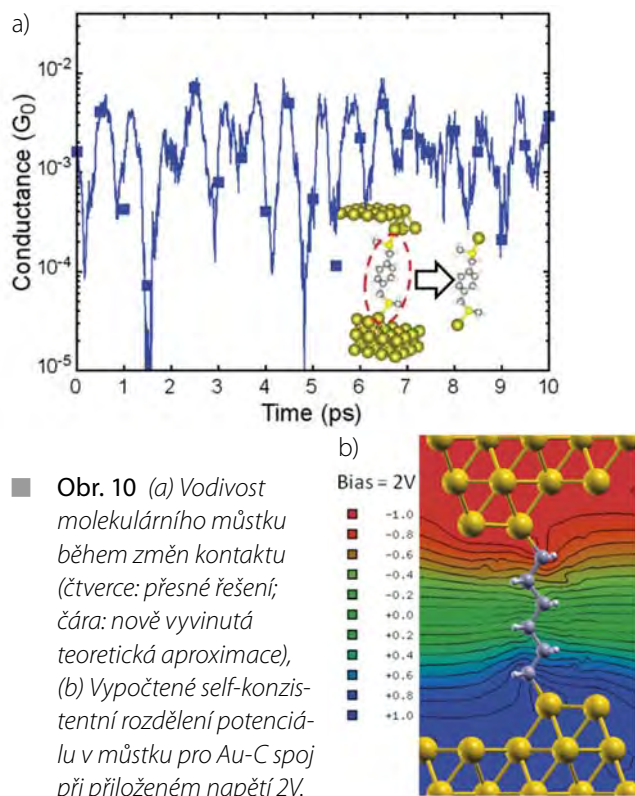 a)
10-2
10-3
10-4
10-5
Conductance (G0)
0 1 2 3 4 5 6 7 8 9 10
Time (ps)
b)
Bias = 2V
-1.0
-0.8
-0.6
-0.4
-0.2
+0.0
+0.2
+0.4
+0.6
+0.8
+1.0
Obr. 10 (a) Vodivost
molekulárního můstku
během změn kontaktu
(čtverce: přesné řešení;
čára: nově vyvinutá
teoretická aproximace),
(b) Vypočtené self-konzis-
tentní rozdělení potenciá-
lu v můstku pro Au-C spoj
při přiloženém napětí 2V.